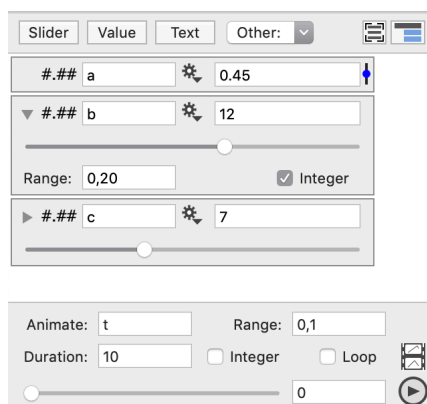 Slider Value Text Other:
#.## a 0.45
#.## b 12
Range: 0,20 Integer
#.## c 7
Animate: t Range: 0,1
Duration: 10 Integer Loop
0